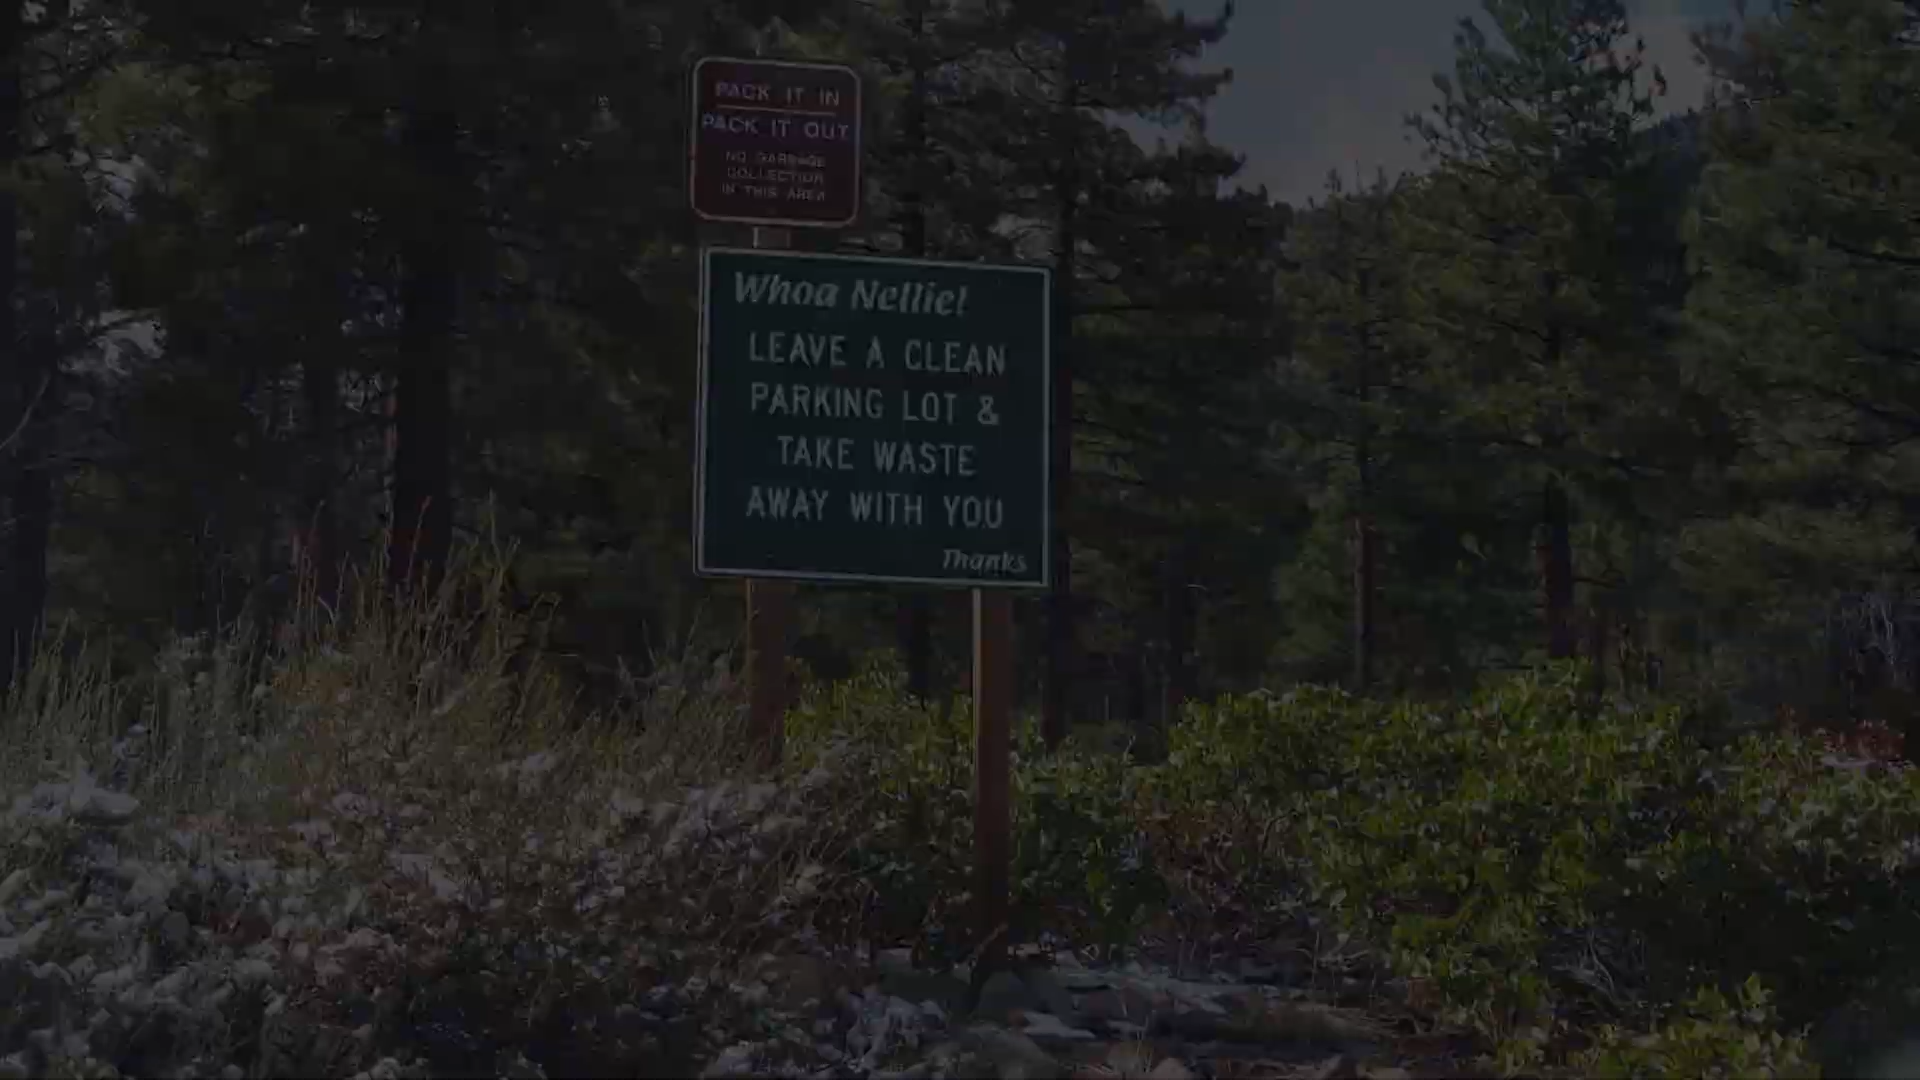 PACK IT IN
PACK IT OUT
NO GARBAGE
COLLECTION
IN THIS AREA
Whoa Nellie!
LEAVE A CLEAN
PARKING LOT &
TAKE WASTE
AWAY WITH YOU
Thanks